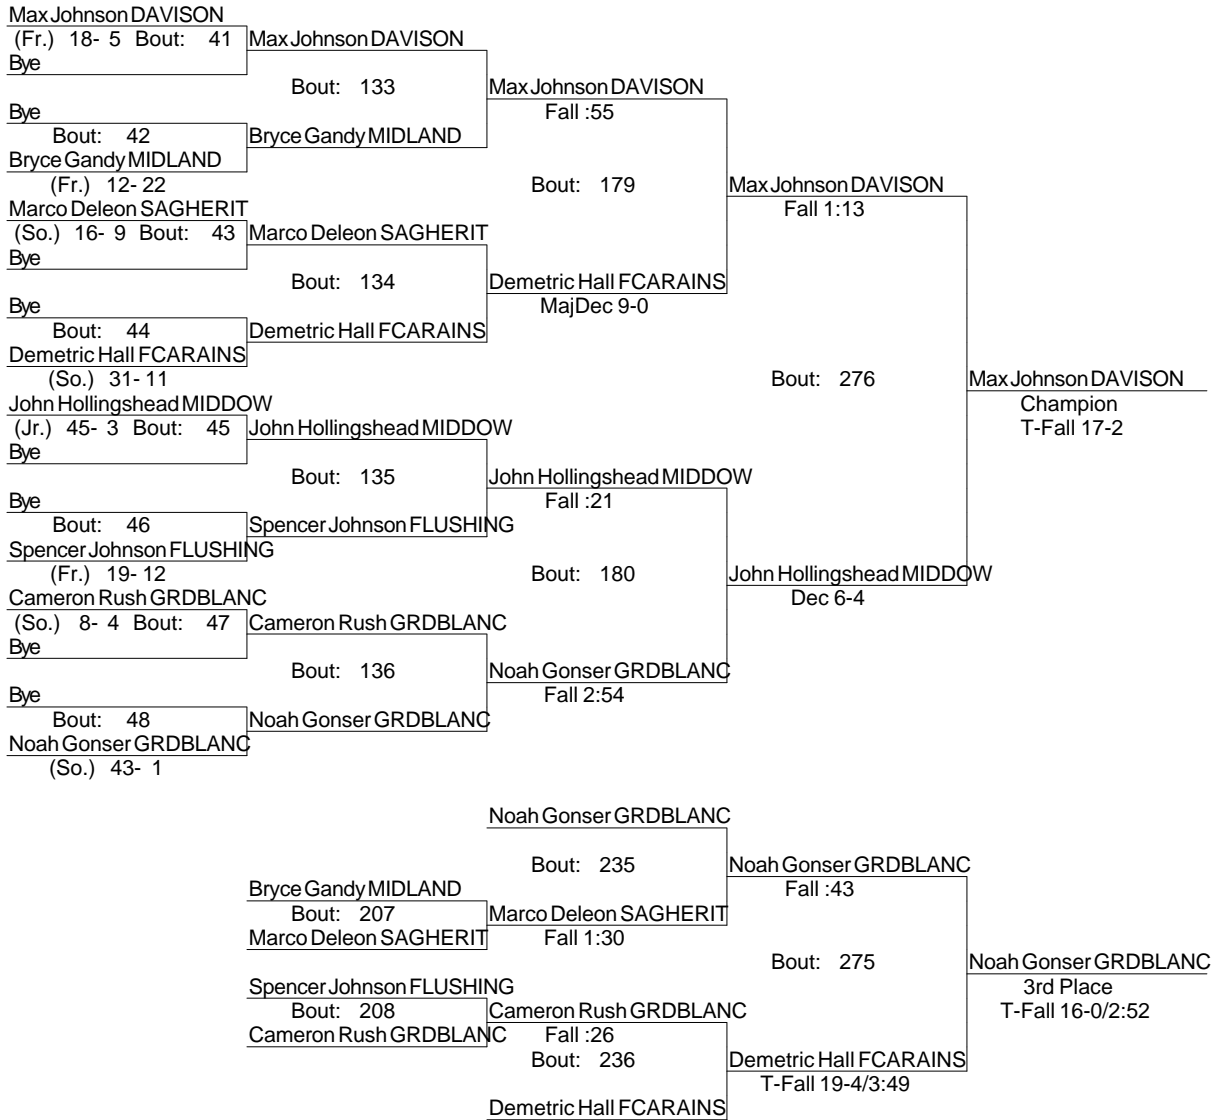 Max Johnson DAVISON
(Fr.) 18- 5 Bout: 41 Max Johnson DAVISON
Bye
Bout: 133 Max Johnson DAVISON
Bye Fall :55
Bout: 42 Bryce Gandy MIDLAND
Bryce Gandy MIDLAND
(Fr.) 12- 22 Bout: 179 Max Johnson DAVISON
Marco Deleon SAGHERIT Fall 1:13
(So.) 16- 9 Bout: 43 Marco Deleon SAGHERIT
Bye
Bout: 134 Demetric Hall FCARAINS
Bye MajDec 9-0
Bout: 44 Demetric Hall FCARAINS
Demetric Hall FCARAINS
(So.) 31- 11 Bout: 276 Max Johnson DAVISON
John Hollingshead MIDDOW Champion
(Jr.) 45- 3 Bout: 45 John Hollingshead MIDDOW T-Fall 17-2
Bye
Bout: 135 John Hollingshead MIDDOW
Bye Fall :21
Bout: 46 Spencer Johnson FLUSHING
Spencer Johnson FLUSHING
(Fr.) 19- 12 Bout: 180 John Hollingshead MIDDOW
Cameron Rush GRDBLANC Dec 6-4
(So.) 8- 4 Bout: 47 Cameron Rush GRDBLANC
Bye
Bout: 136 Noah Gonser GRDBLANC
Bye Fall 2:54
Bout: 48 Noah Gonser GRDBLANC
Noah Gonser GRDBLANC
(So.) 43- 1
Noah Gonser GRDBLANC
Bout: 235 Noah Gonser GRDBLANC
Bryce Gandy MIDLAND Fall :43
Bout: 207 Marco Deleon SAGHERIT
Marco Deleon SAGHERIT Fall 1:30
Bout: 275 Noah Gonser GRDBLANC
Spencer Johnson FLUSHING 3rd Place
Bout: 208 Cameron Rush GRDBLANC T-Fall 16-0/2:52
Cameron Rush GRDBLANC Fall :26
Bout: 236 Demetric Hall FCARAINS
T-Fall 19-4/3:49
Demetric Hall FCARAINS